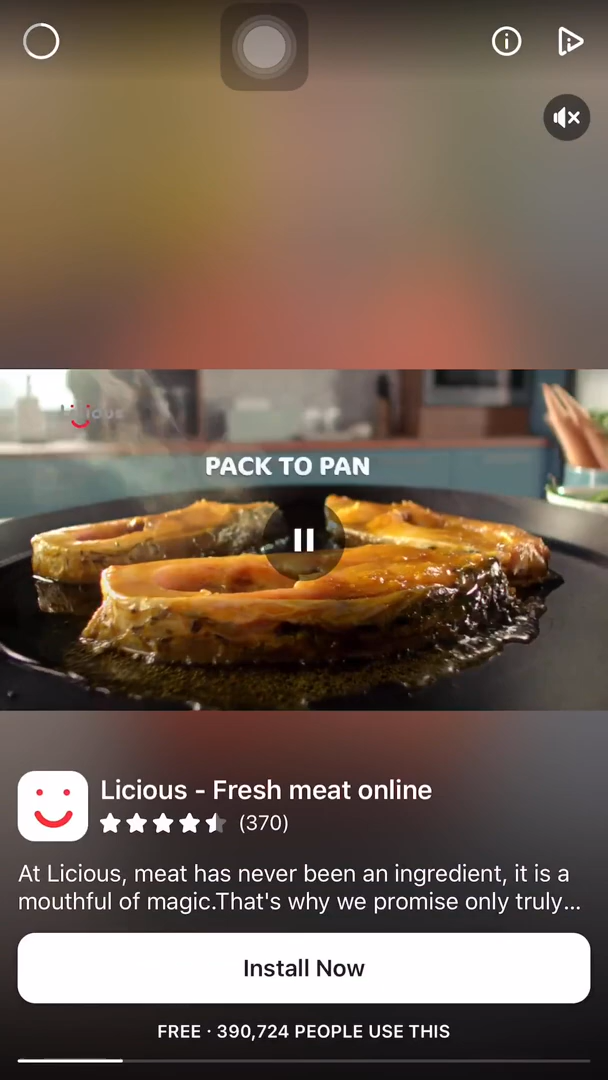 Licious
PACK TO PAN
Licious - Fresh meat online
(370)
At Licious, meat has never been an ingredient, it is a
mouthful of magic.That's why we promise only truly...
Install Now
FREE · 390,724 PEOPLE USE THIS